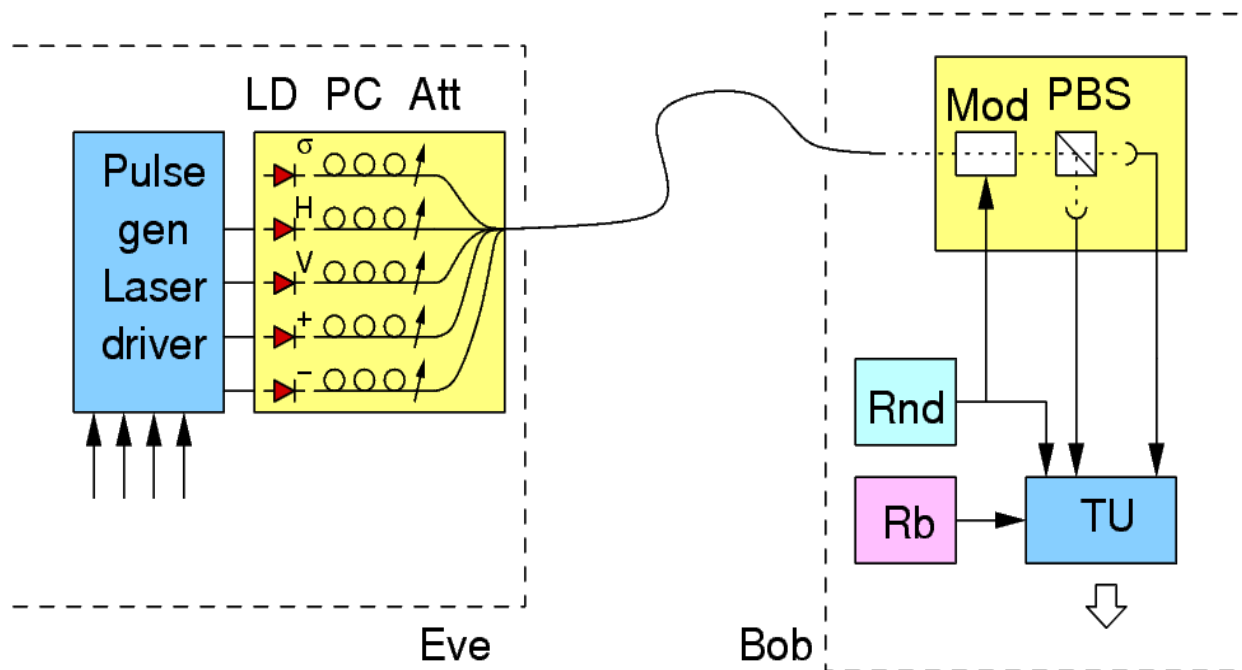 LD PC Att
Pulse
gen
Laser
driver
σ
H
V
+
−
Eve
Mod PBS
Rnd
Rb
TU
Bob